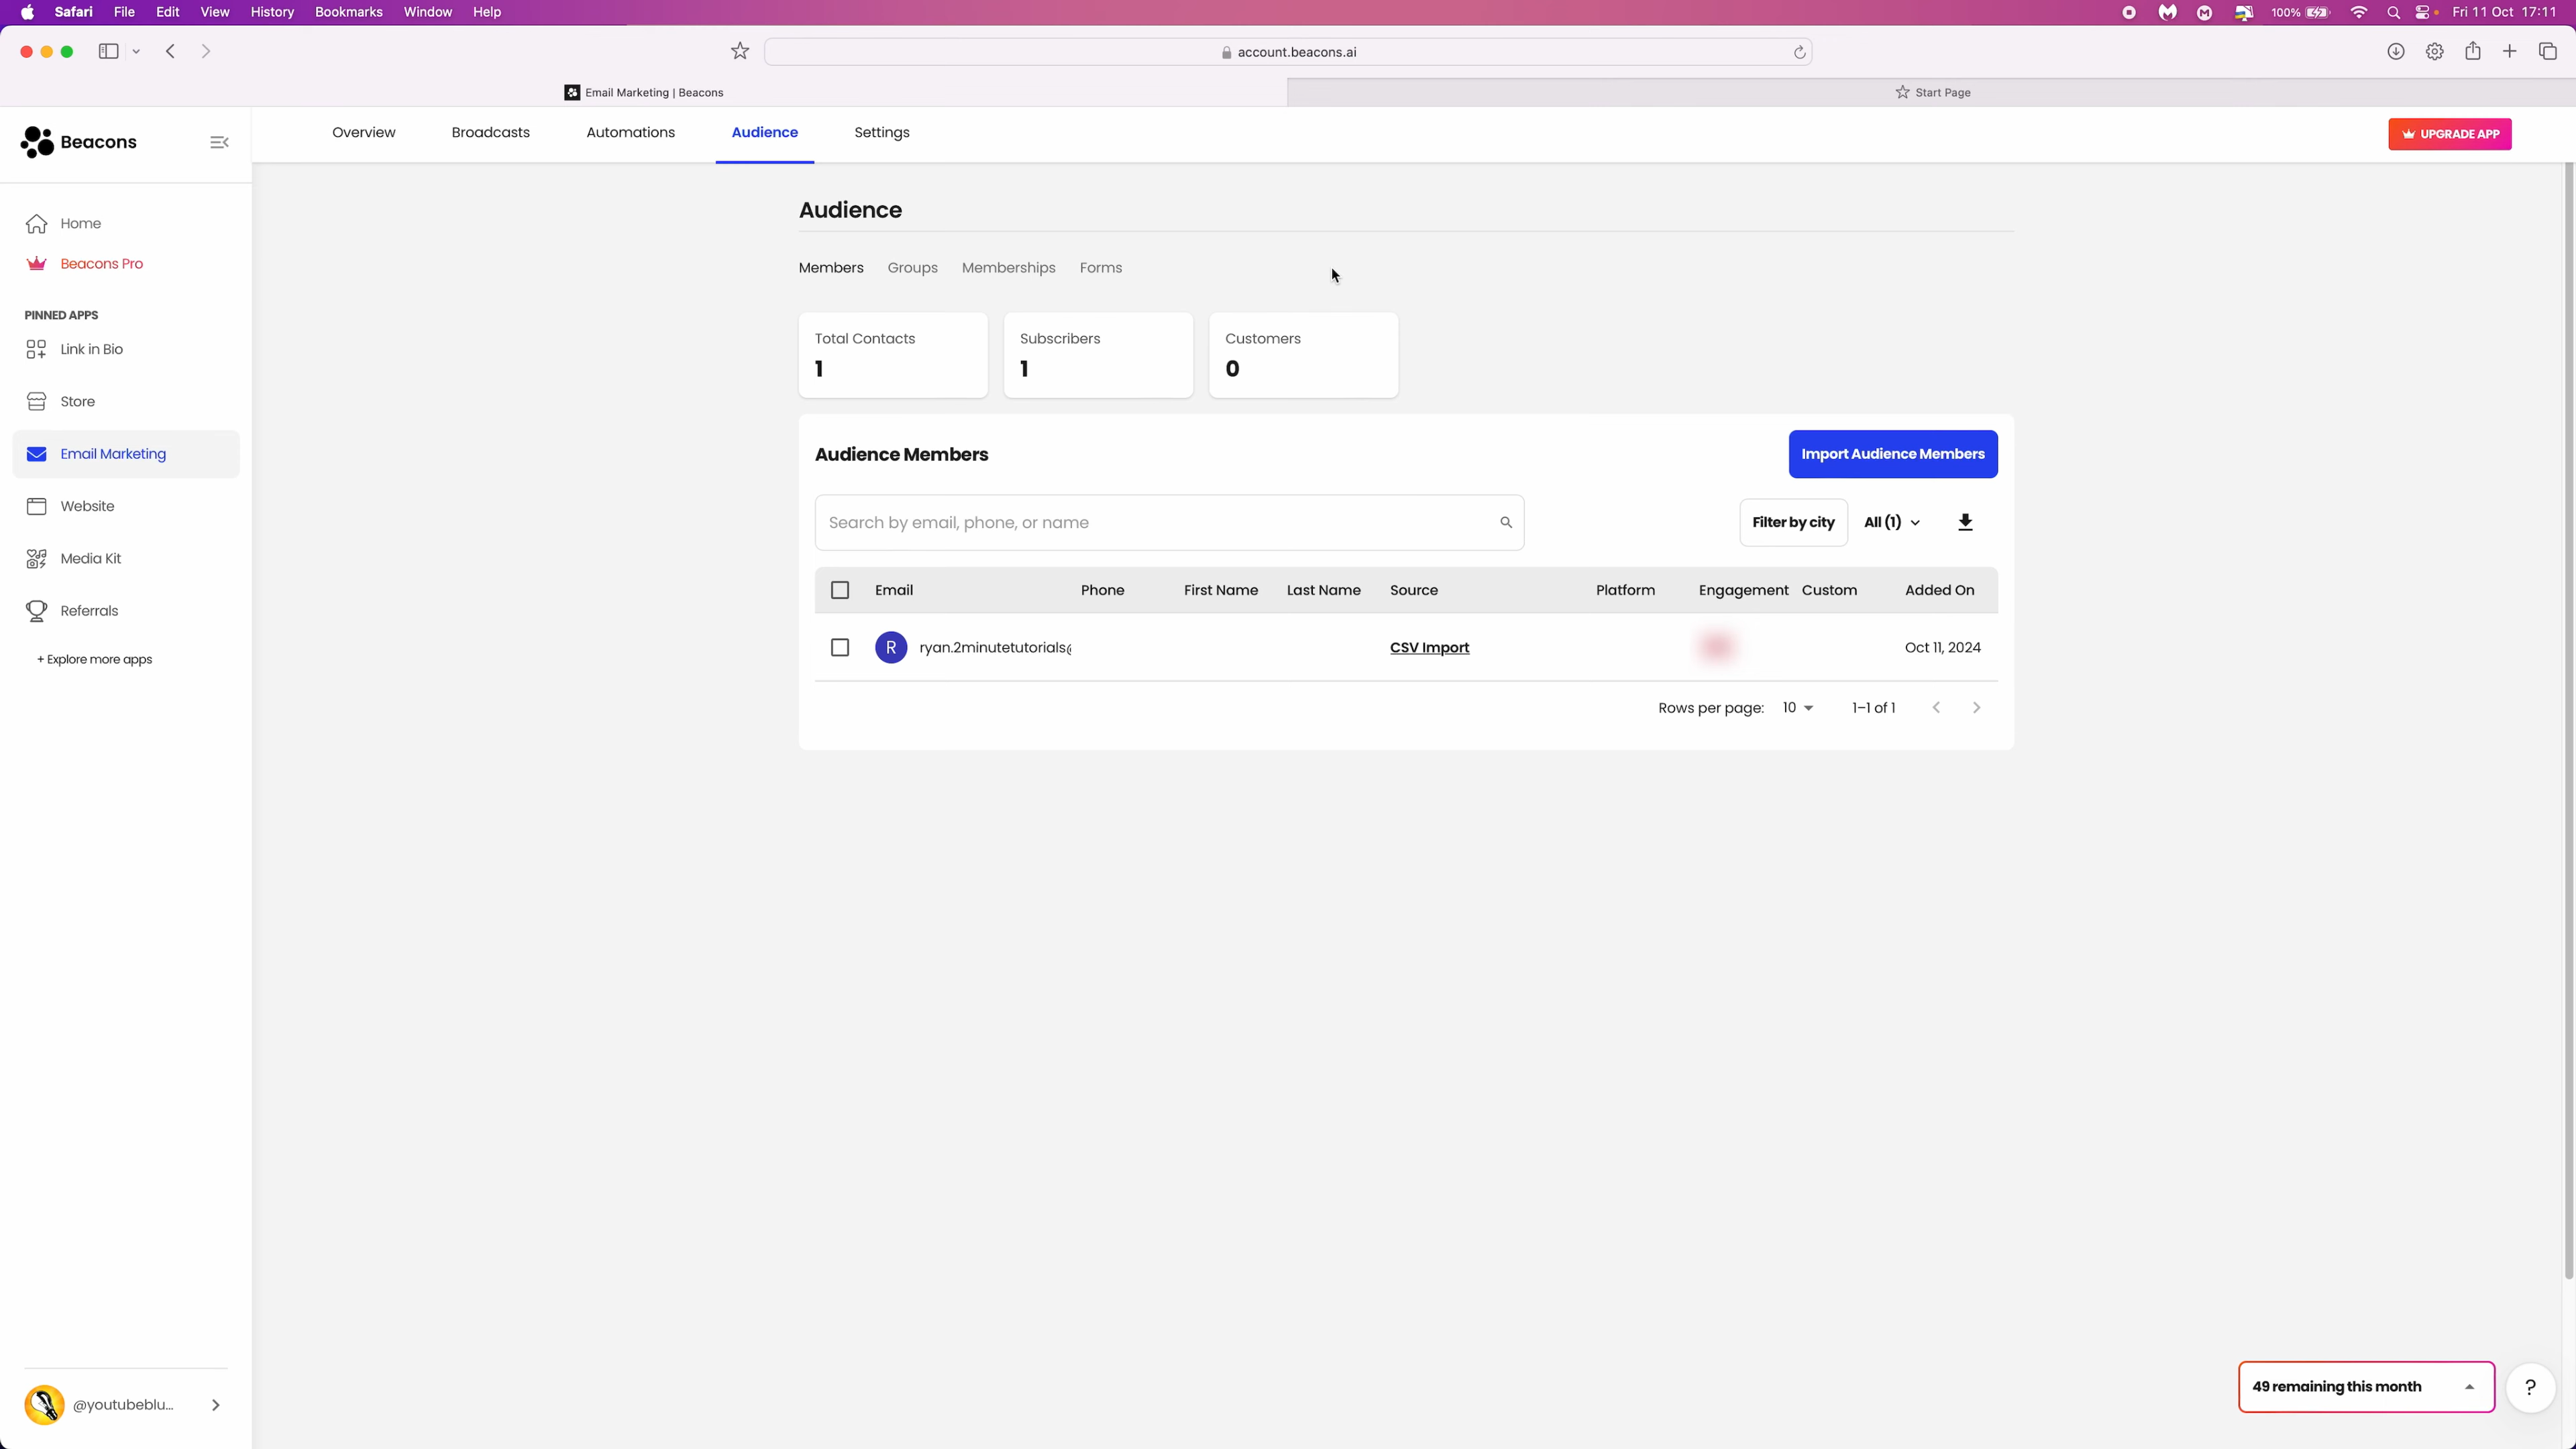 Safari File Edit View History Bookmarks Window Help
100% Fri 11 Oct 17:11
account.beacons.ai
Email Marketing | Beacons
Start Page
Beacons
Overview Broadcasts Automations Audience Settings
UPGRADE APP
Home
Beacons Pro
PINNED APPS
Link in Bio
Store
Email Marketing
Website
Media Kit
Referrals
+ Explore more apps
@youtubeblu...
Audience
Members Groups Memberships Forms
Total Contacts
1
Subscribers
1
Customers
0
Audience Members
Import Audience Members
Search by email, phone, or name
Filter by city All (1)
Email Phone First Name Last Name Source Platform Engagement Custom Added On
R ryan.2minutetutorials@ CSV Import Oct 11, 2024
Rows per page: 10 1-1 of 1
49 remaining this month
?